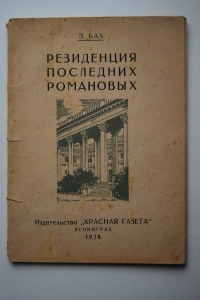 Э. БАХ
РЕЗИДЕНЦИЯ
ПОСЛЕДНИХ
РОМАНОВЫХ
Издательство „КРАСНАЯ ГАЗЕТА"
ЛЕНИНГРАД
1928